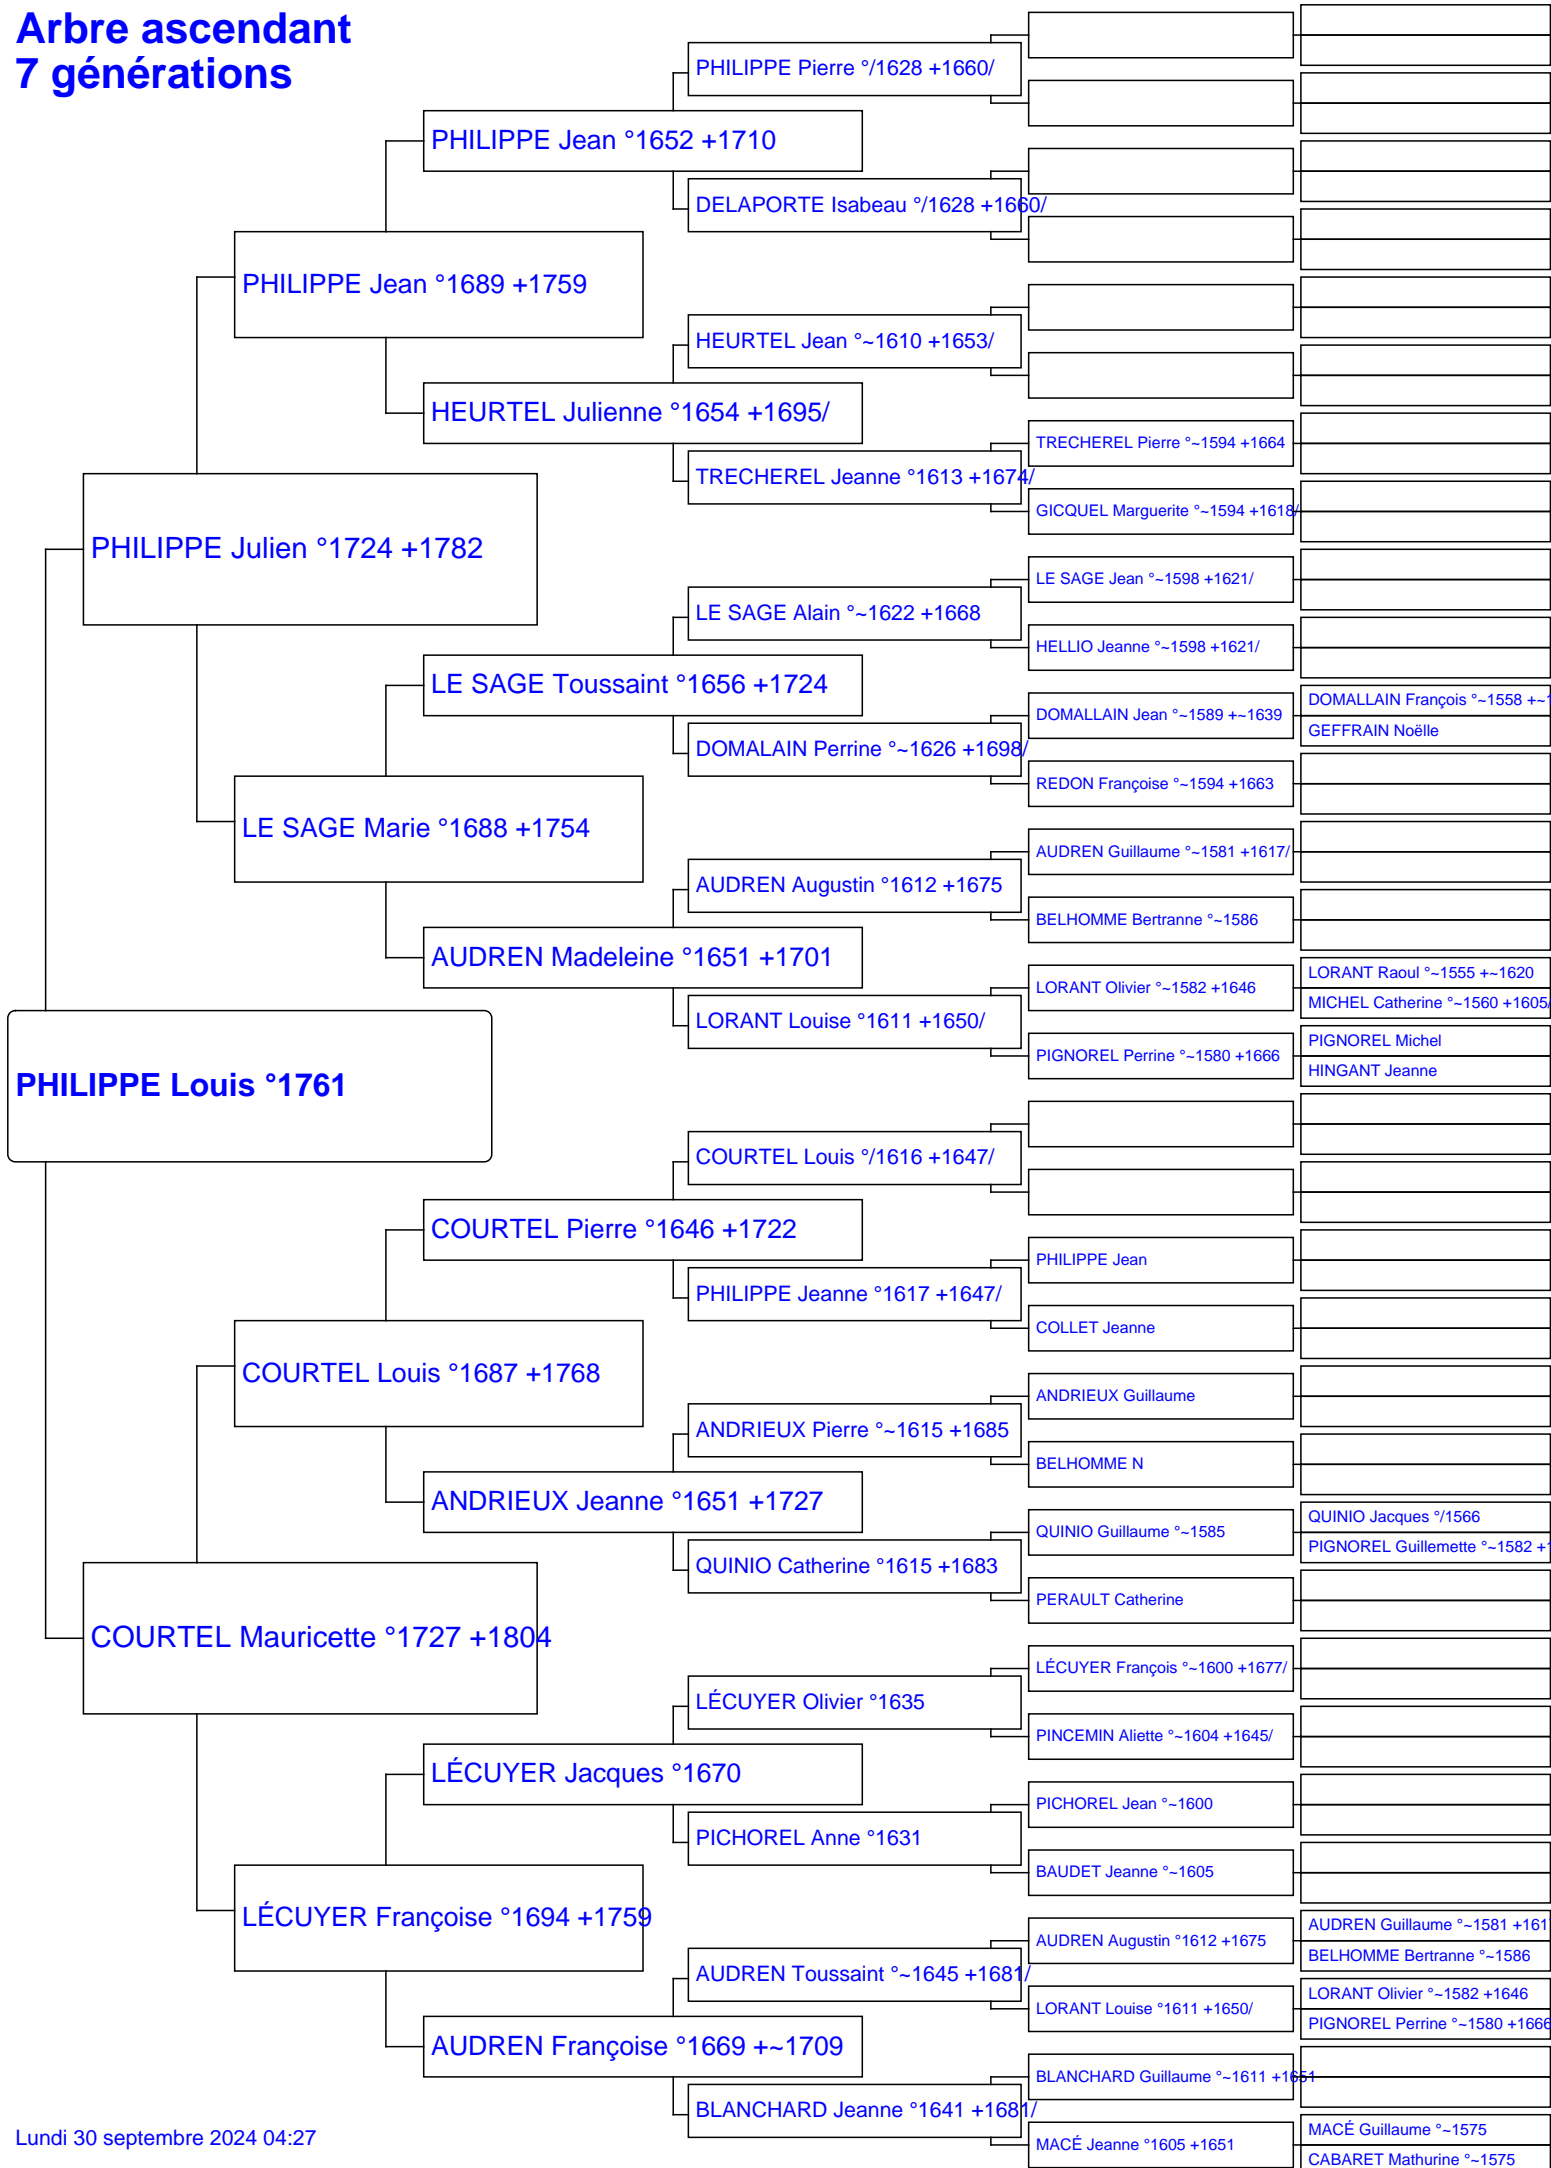 Arbre ascendant
7 générations
PHILIPPE Pierre °/1628 +1660/
PHILIPPE Jean °1652 +1710
DELAPORTE Isabeau °/1628 +1660/
PHILIPPE Jean °1689 +1759
HEURTEL Jean °~1610 +1653/
HEURTEL Julienne °1654 +1695/
TRECHEREL Pierre °~1594 +1664
TRECHEREL Jeanne °1613 +1674/
GICQUEL Marguerite °~1594 +1618/
PHILIPPE Julien °1724 +1782
LE SAGE Jean °~1598 +1621/
LE SAGE Alain °~1622 +1668
HELLIO Jeanne °~1598 +1621/
LE SAGE Toussaint °1656 +1724
DOMALLAIN François °~1558 +~1
DOMALLAIN Jean °~1589 +~1639
GEFFRAIN Noëlle
DOMALAIN Perrine °~1626 +1698/
REDON Françoise °~1594 +1663
LE SAGE Marie °1688 +1754
AUDREN Guillaume °~1581 +1617/
AUDREN Augustin °1612 +1675
BELHOMME Bertranne °~1586
AUDREN Madeleine °1651 +1701
LORANT Raoul °~1555 +~1620
LORANT Olivier °~1582 +1646
MICHEL Catherine °~1560 +1605/
LORANT Louise °1611 +1650/
PIGNOREL Michel
PIGNOREL Perrine °~1580 +1666
HINGANT Jeanne
PHILIPPE Louis °1761
COURTEL Louis °/1616 +1647/
COURTEL Pierre °1646 +1722
PHILIPPE Jean
PHILIPPE Jeanne °1617 +1647/
COLLET Jeanne
COURTEL Louis °1687 +1768
ANDRIEUX Guillaume
ANDRIEUX Pierre °~1615 +1685
BELHOMME N
ANDRIEUX Jeanne °1651 +1727
QUINIO Jacques °/1566
QUINIO Guillaume °~1585
PIGNOREL Guillemette °~1582 +1
QUINIO Catherine °1615 +1683
PERAULT Catherine
COURTEL Mauricette °1727 +1804
LÉCUYER François °~1600 +1677/
LÉCUYER Olivier °1635
PINCEMIN Aliette °~1604 +1645/
LÉCUYER Jacques °1670
PICHOREL Jean °~1600
PICHOREL Anne °1631
BAUDET Jeanne °~1605
LÉCUYER Françoise °1694 +1759
AUDREN Guillaume °~1581 +161
AUDREN Augustin °1612 +1675
BELHOMME Bertranne °~1586
AUDREN Toussaint °~1645 +1681/
LORANT Olivier °~1582 +1646
LORANT Louise °1611 +1650/
PIGNOREL Perrine °~1580 +1666
AUDREN Françoise °1669 +~1709
BLANCHARD Guillaume °~1611 +1651
BLANCHARD Jeanne °1641 +1681/
MACÉ Guillaume °~1575
MACÉ Jeanne °1605 +1651
CABARET Mathurine °~1575
Lundi 30 septembre 2024 04:27